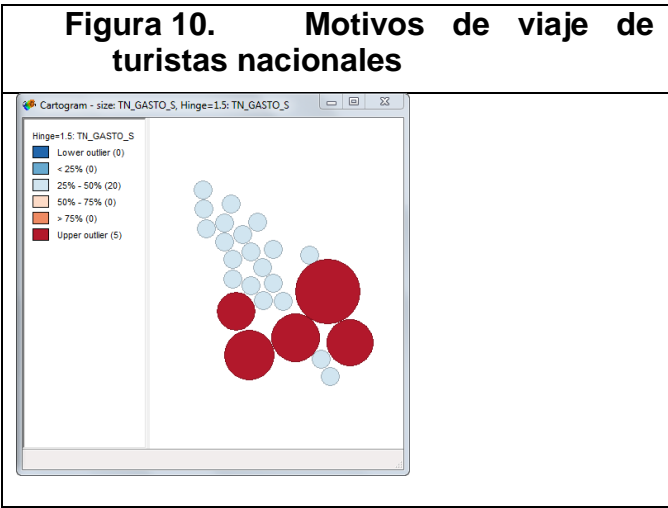 Figura 10. Motivos de viaje de
turistas nacionales
Cartogram - size: TN_GASTO_S, Hinge=1.5: TN_GASTO_S
Hinge=1.5: TN_GASTO_S
Lower outlier (0)
< 25% (0)
25% - 50% (20)
50% - 75% (0)
> 75% (0)
Upper outlier (5)